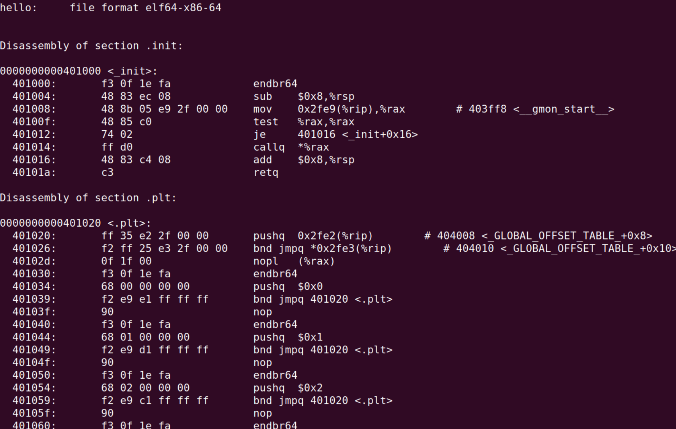 hello:     file format elf64-x86-64
Disassembly of section .init:
0000000000401000 <_init>:
  401000:       f3 0f 1e fa             endbr64
  401004:       48 83 ec 08             sub    $0x8,%rsp
  401008:       48 8b 05 e9 2f 00 00    mov    0x2fe9(%rip),%rax        # 403ff8 <__gmon_start__>
  40100f:       48 85 c0                test   %rax,%rax
  401012:       74 02                   je     401016 <_init+0x16>
  401014:       ff d0                   callq  *%rax
  401016:       48 83 c4 08             add    $0x8,%rsp
  40101a:       c3                      retq
Disassembly of section .plt:
0000000000401020 <.plt>:
  401020:       ff 35 e2 2f 00 00       pushq  0x2fe2(%rip)        # 404008 <_GLOBAL_OFFSET_TABLE_+0x8>
  401026:       f2 ff 25 e3 2f 00 00    bnd jmpq *0x2fe3(%rip)        # 404010 <_GLOBAL_OFFSET_TABLE_+0x10>
  40102d:       0f 1f 00                nopl   (%rax)
  401030:       f3 0f 1e fa             endbr64
  401034:       68 00 00 00 00          pushq  $0x0
  401039:       f2 e9 e1 ff ff ff       bnd jmpq 401020 <.plt>
  40103f:       90                      nop
  401040:       f3 0f 1e fa             endbr64
  401044:       68 01 00 00 00          pushq  $0x1
  401049:       f2 e9 d1 ff ff ff       bnd jmpq 401020 <.plt>
  40104f:       90                      nop
  401050:       f3 0f 1e fa             endbr64
  401054:       68 02 00 00 00          pushq  $0x2
  401059:       f2 e9 c1 ff ff ff       bnd jmpq 401020 <.plt>
  40105f:       90                      nop
  401060:       f3 0f 1e fa             endbr64